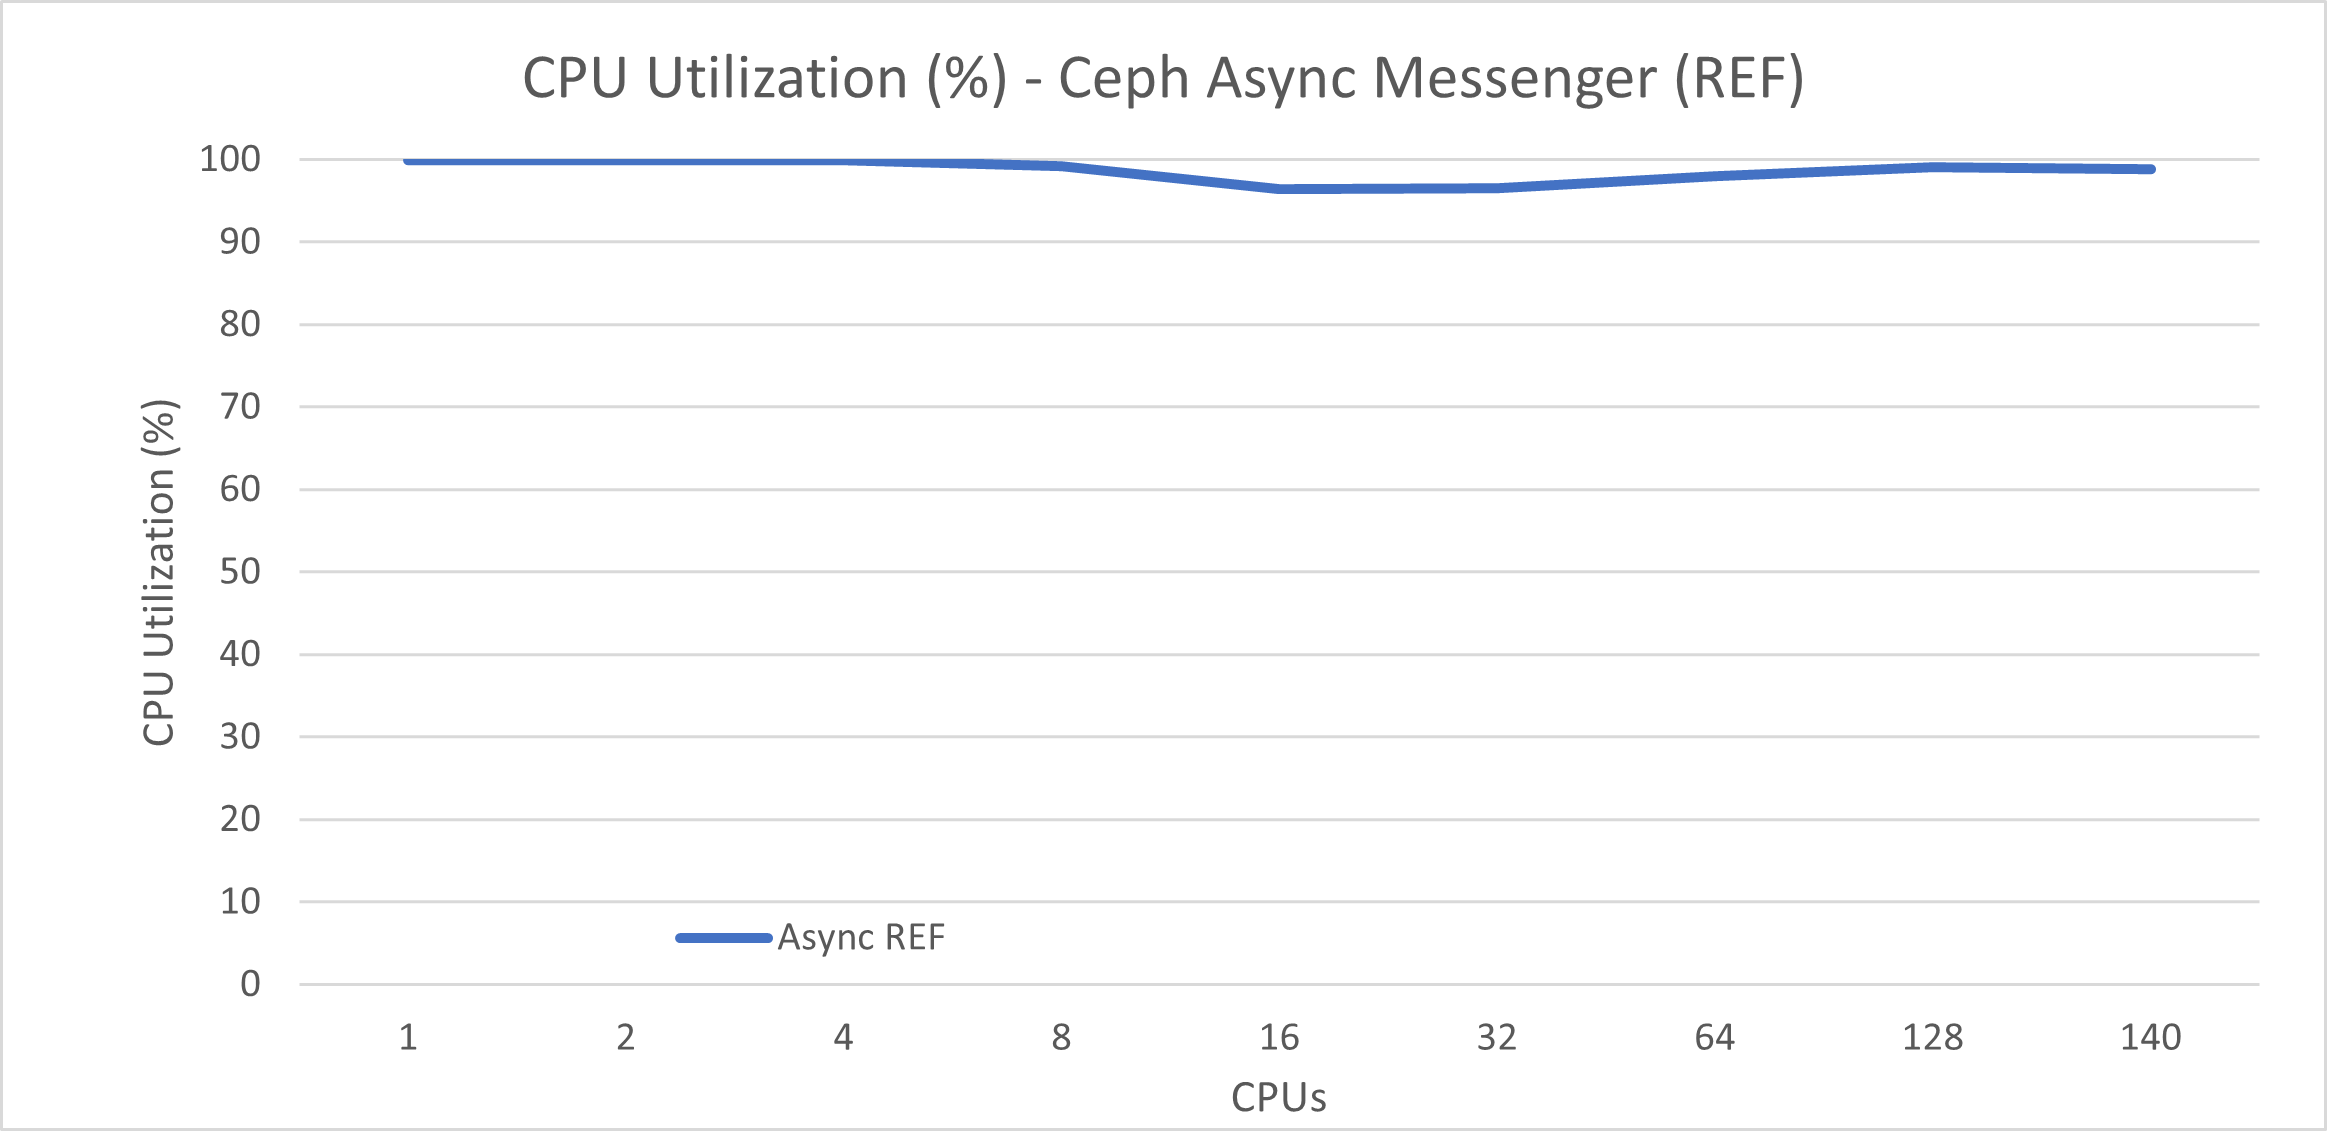 CPU Utilization (%) - Ceph Async Messenger (REF)
100
90
80
70
60
50
40
30
20
10
0
CPU Utilization (%)
Async REF
1 2 4 8 16 32 64 128 140
CPUs